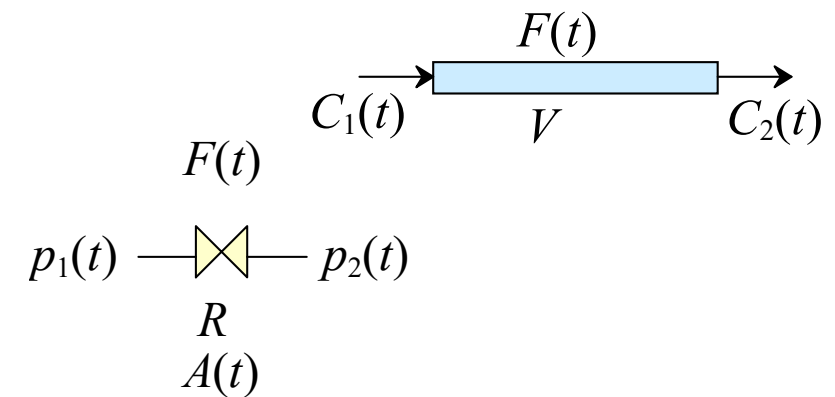 F(t)
C₁(t)
V
C₂(t)
F(t)
p₁(t)
p₂(t)
R
A(t)